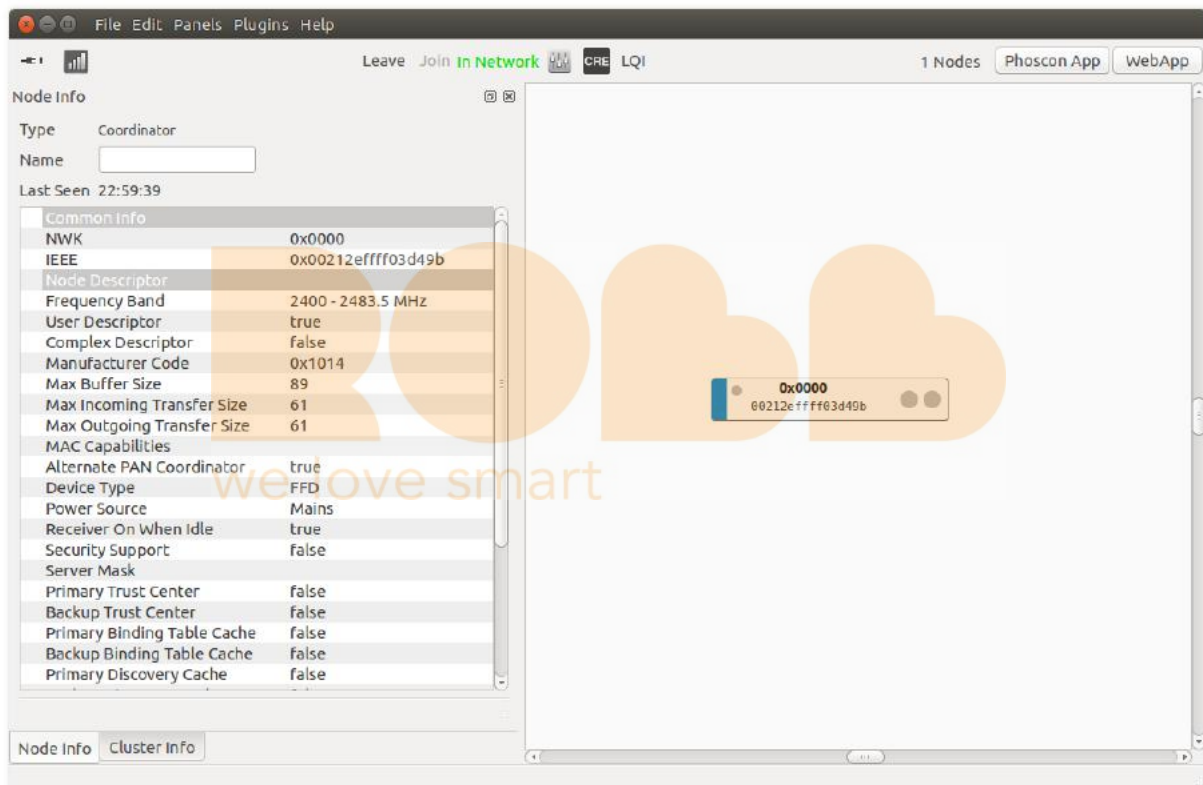 File Edit Panels Plugins Help
Leave Join In Network CRE LQI 1 Nodes Phoscon App WebApp
Node Info
Type Coordinator
Name
Last Seen 22:59:39
Common Info
NWK 0x0000
IEEE 0x00212effff03d49b
Node Descriptor
Frequency Band 2400 - 2483.5 MHz
User Descriptor true
Complex Descriptor false
Manufacturer Code 0x1014
Max Buffer Size 89
Max Incoming Transfer Size 61
Max Outgoing Transfer Size 61
MAC Capabilities
Alternate PAN Coordinator true
Device Type FFD
Power Source Mains
Receiver On When Idle true
Security Support false
Server Mask
Primary Trust Center false
Backup Trust Center false
Primary Binding Table Cache false
Backup Binding Table Cache false
Primary Discovery Cache false
Node Info Cluster Info
0x0000
00212effff03d49b
ROBB
we love smart